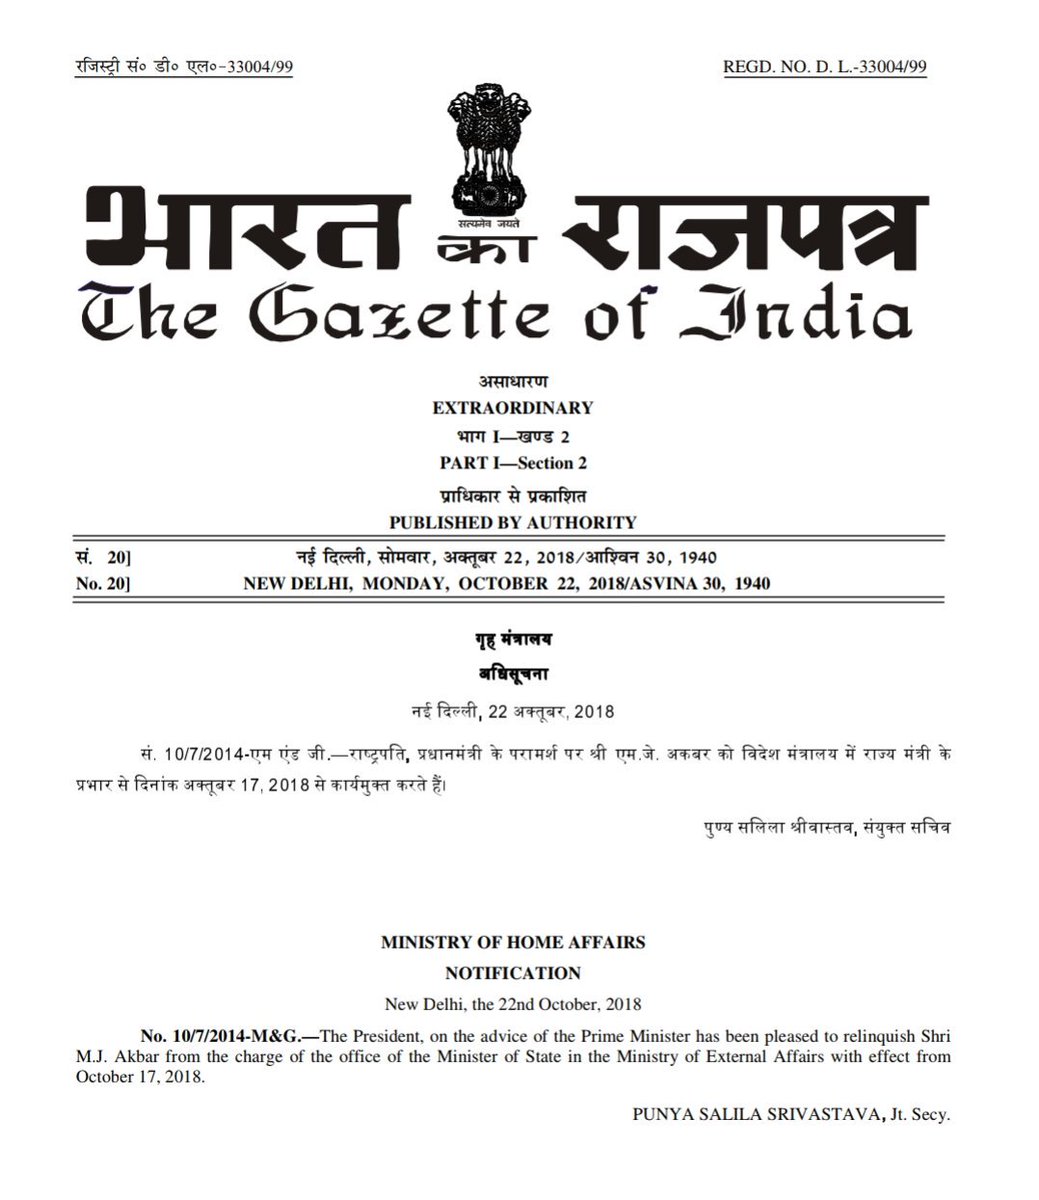 रजिस्ट्री सं० डी० एल०-33004/99
REGD. NO. D. L.-33004/99
सत्यमेव जयते
भारत का राजपत्र
The Gazette of India
असाधारण
EXTRAORDINARY
भाग I—खण्ड 2
PART I—Section 2
प्राधिकार से प्रकाशित
PUBLISHED BY AUTHORITY
सं. 20] नई दिल्ली, सोमवार, अक्तूबर 22, 2018/आश्विन 30, 1940
No. 20] NEW DELHI, MONDAY, OCTOBER 22, 2018/ASVINA 30, 1940
गृह मंत्रालय
अधिसूचना
नई दिल्ली, 22 अक्तूबर, 2018
सं. 10/7/2014-एम एंड जी.—राष्ट्रपति, प्रधानमंत्री के परामर्श पर श्री एम.जे. अकबर को विदेश मंत्रालय में राज्य मंत्री के
प्रभार से दिनांक अक्तूबर 17, 2018 से कार्यमुक्त करते हैं।
पुण्य सलिला श्रीवास्तव, संयुक्त सचिव
MINISTRY OF HOME AFFAIRS
NOTIFICATION
New Delhi, the 22nd October, 2018
No. 10/7/2014-M&G.—The President, on the advice of the Prime Minister has been pleased to relinquish Shri
M.J. Akbar from the charge of the office of the Minister of State in the Ministry of External Affairs with effect from
October 17, 2018.
PUNYA SALILA SRIVASTAVA, Jt. Secy.